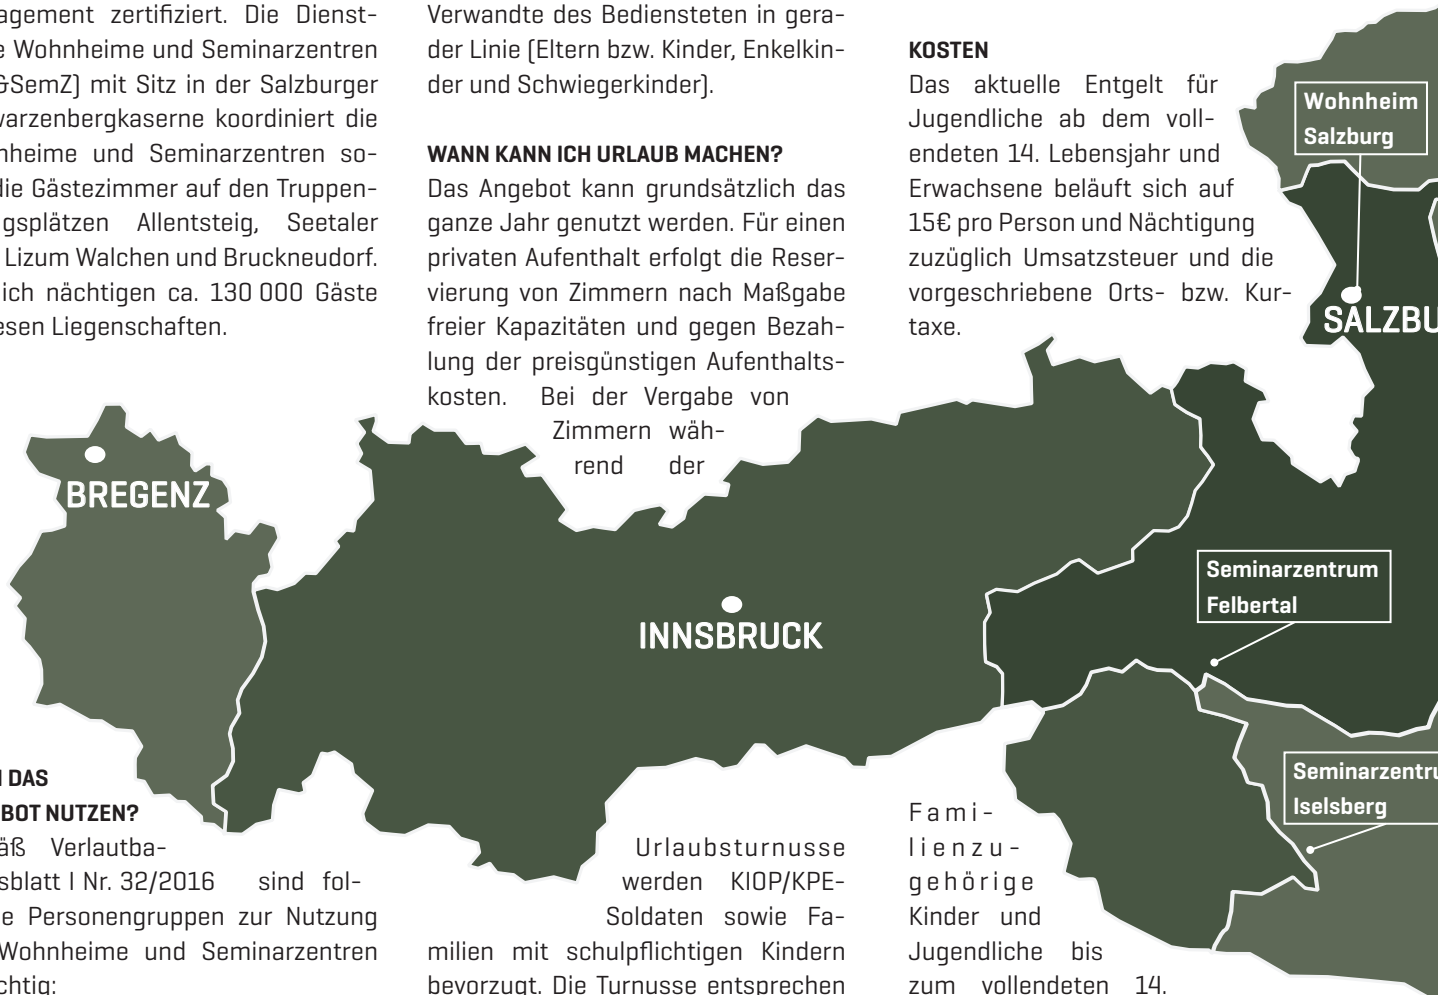 agement zertifiziert. Die Dienst-
Wohnheime und Seminarzentren
&SemZ) mit Sitz in der Salzburger
warzenbergkaserne koordiniert die
nheime und Seminarzentren so-
die Gästezimmer auf den Truppen-
gsplätzen Allentsteig, Seetaler
Lizum Walchen und Bruckneudorf.
lich nächtigen ca. 130 000 Gäste
esen Liegenschaften.
DAS
BOT NUTZEN?
äß Verlautba-
sblatt I Nr. 32/2016 sind fol-
e Personengruppen zur Nutzung
Wohnheime und Seminarzentren
chtig:
Verwandte des Bediensteten in gera-
der Linie (Eltern bzw. Kinder, Enkelkin-
der und Schwiegerkinder).
WANN KANN ICH URLAUB MACHEN?
Das Angebot kann grundsätzlich das
ganze Jahr genutzt werden. Für einen
privaten Aufenthalt erfolgt die Reser-
vierung von Zimmern nach Maßgabe
freier Kapazitäten und gegen Bezah-
lung der preisgünstigen Aufenthalts-
kosten. Bei der Vergabe von
Zimmern wäh-
rend der
Urlaubsturnusse
werden KIOP/KPE-
Soldaten sowie Fa-
milien mit schulpflichtigen Kindern
bevorzugt. Die Turnusse entsprechen
KOSTEN
Das aktuelle Entgelt für
Jugendliche ab dem voll-
endeten 14. Lebensjahr und
Erwachsene beläuft sich auf
15€ pro Person und Nächtigung
zuzüglich Umsatzsteuer und die
vorgeschriebene Orts- bzw. Kur-
taxe.
Fami-
lienzu-
gehörige
Kinder und
Jugendliche bis
zum vollendeten 14.
Wohnheim
Salzburg
SALZBU
BREGENZ
INNSBRUCK
Seminarzentrum
Felbertal
Seminarzentru
Iselsberg